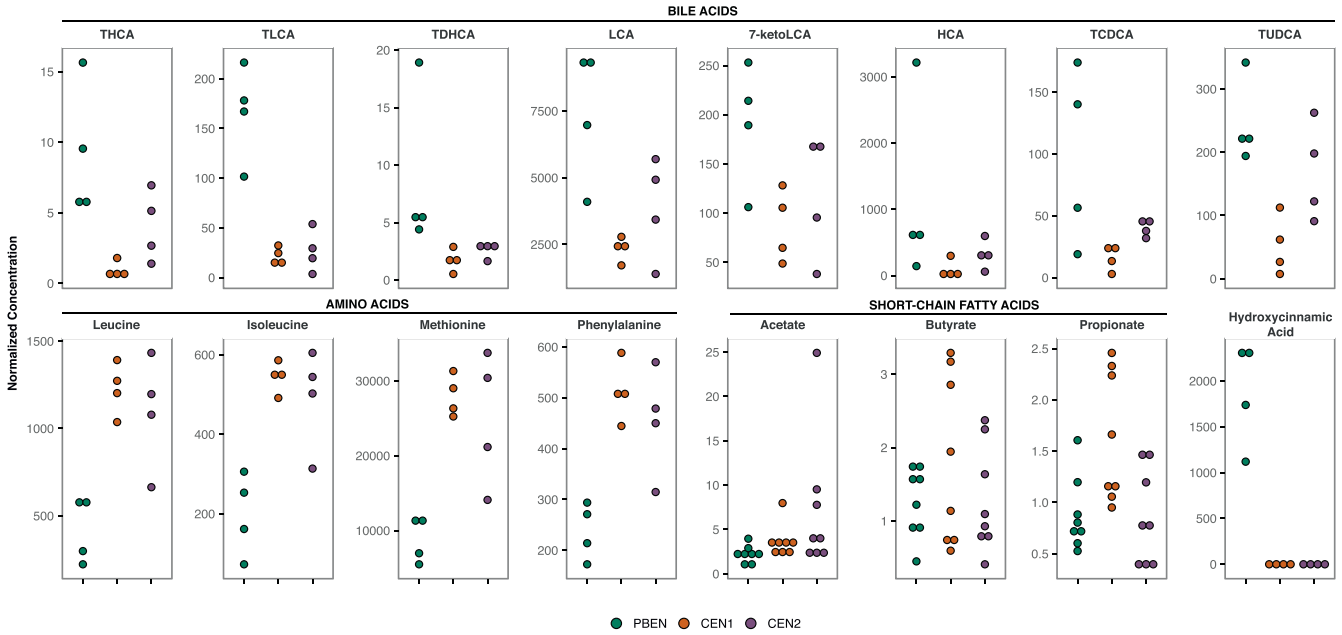 BILE ACIDS
THCA TLCA TDHCA LCA 7-ketoLCA HCA TCDCA TUDCA
15 10 5 0
200 150 100 50 0
20 15 10 5 0
7500 5000 2500
250 200 150 100 50
3000 2000 1000 0
150 100 50 0
300 200 100 0
Normalized Concentration
AMINO ACIDS SHORT-CHAIN FATTY ACIDS
Leucine Isoleucine Methionine Phenylalanine Acetate Butyrate Propionate Hydroxycinnamic
Acid
1500 1000 500
600 400 200
30000 20000 10000
600 500 400 300 200
25 20 15 10 5 0
3 2 1
2.5 2.0 1.5 1.0 0.5
2000 1000 500 0
PBEN CEN1 CEN2